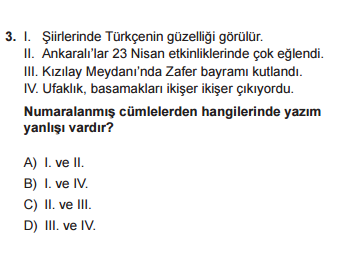 3. I. Şiirlerinde Türkçenin güzelliği görülür.
II. Ankaralı'lar 23 Nisan etkinliklerinde çok eğlendi.
III. Kızılay Meydanı'nda Zafer bayramı kutlandı.
IV. Ufaklık, basamakları ikişer ikişer çıkıyordu.
Numaralanmış cümlelerden hangilerinde yazım
yanlışı vardır?
A) I. ve II.
B) I. ve IV.
C) II. ve III.
D) III. ve IV.